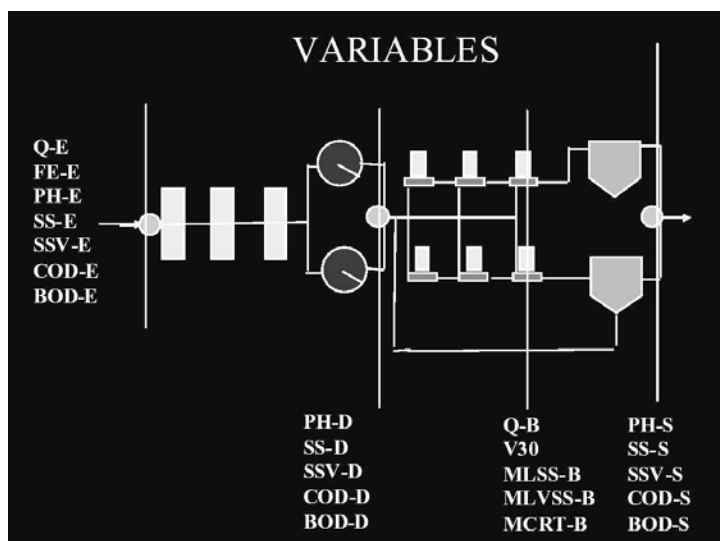 VARIABLES
Q-E
FE-E
PH-E
SS-E
SSV-E
COD-E
BOD-E
PH-D
SS-D
SSV-D
COD-D
BOD-D
Q-B
V30
MLSS-B
MLVSS-B
MCRT-B
PH-S
SS-S
SSV-S
COD-S
BOD-S